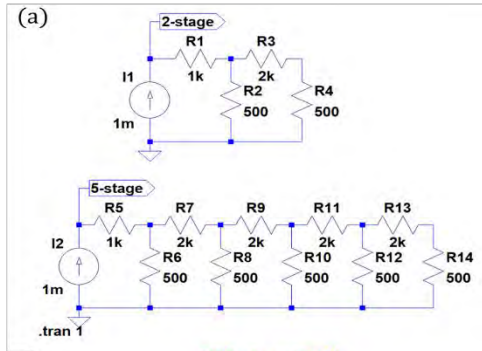 (a)
2-stage
R1 R3
1k 2k
I1
R2 R4
500 500
1m
5-stage
R5 R7 R9 R11 R13
1k 2k 2k 2k 2k
I2
R6 R8 R10 R12 R14
500 500 500 500 500
1m
.tran 1